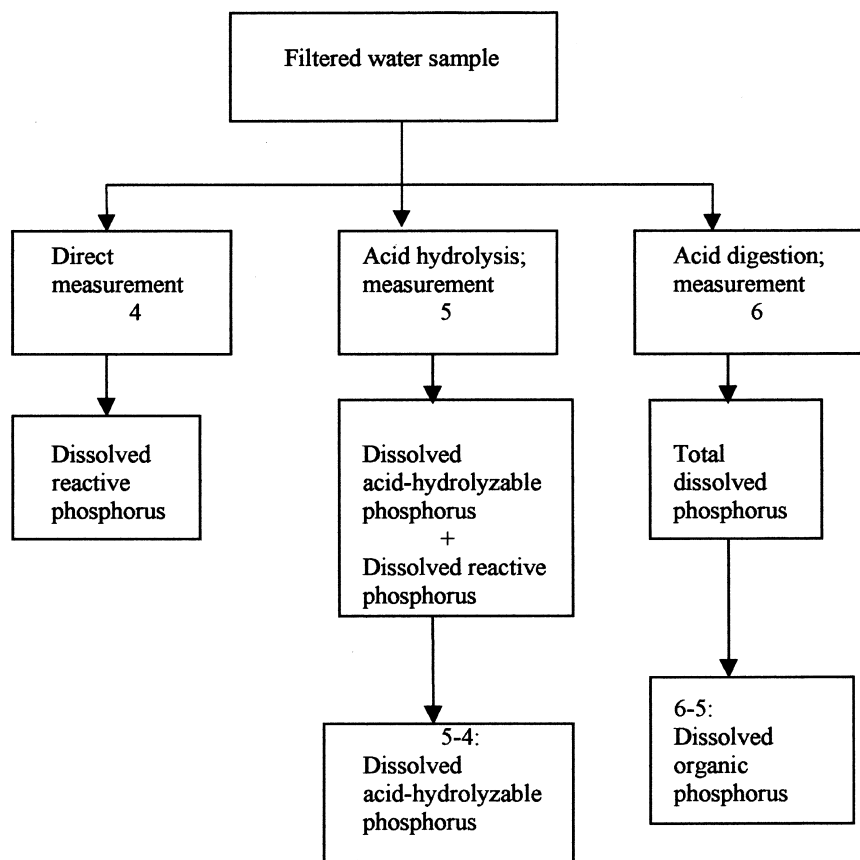 Filtered water sample
Direct
measurement
4
Acid hydrolysis;
measurement
5
Acid digestion;
measurement
6
Dissolved
reactive
phosphorus
Dissolved
acid-hydrolyzable
phosphorus
+
Dissolved reactive
phosphorus
Total
dissolved
phosphorus
5-4:
Dissolved
acid-hydrolyzable
phosphorus
6-5:
Dissolved
organic
phosphorus